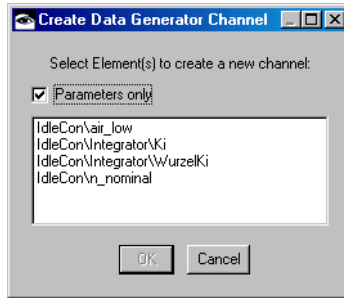 Create Data Generator Channel
Select Element(s) to create a new channel:
Parameters only
IdleCon\air_low
IdleCon\Integrator\Ki
IdleCon\Integrator\WurzelKi
IdleCon\n_nominal
OK Cancel